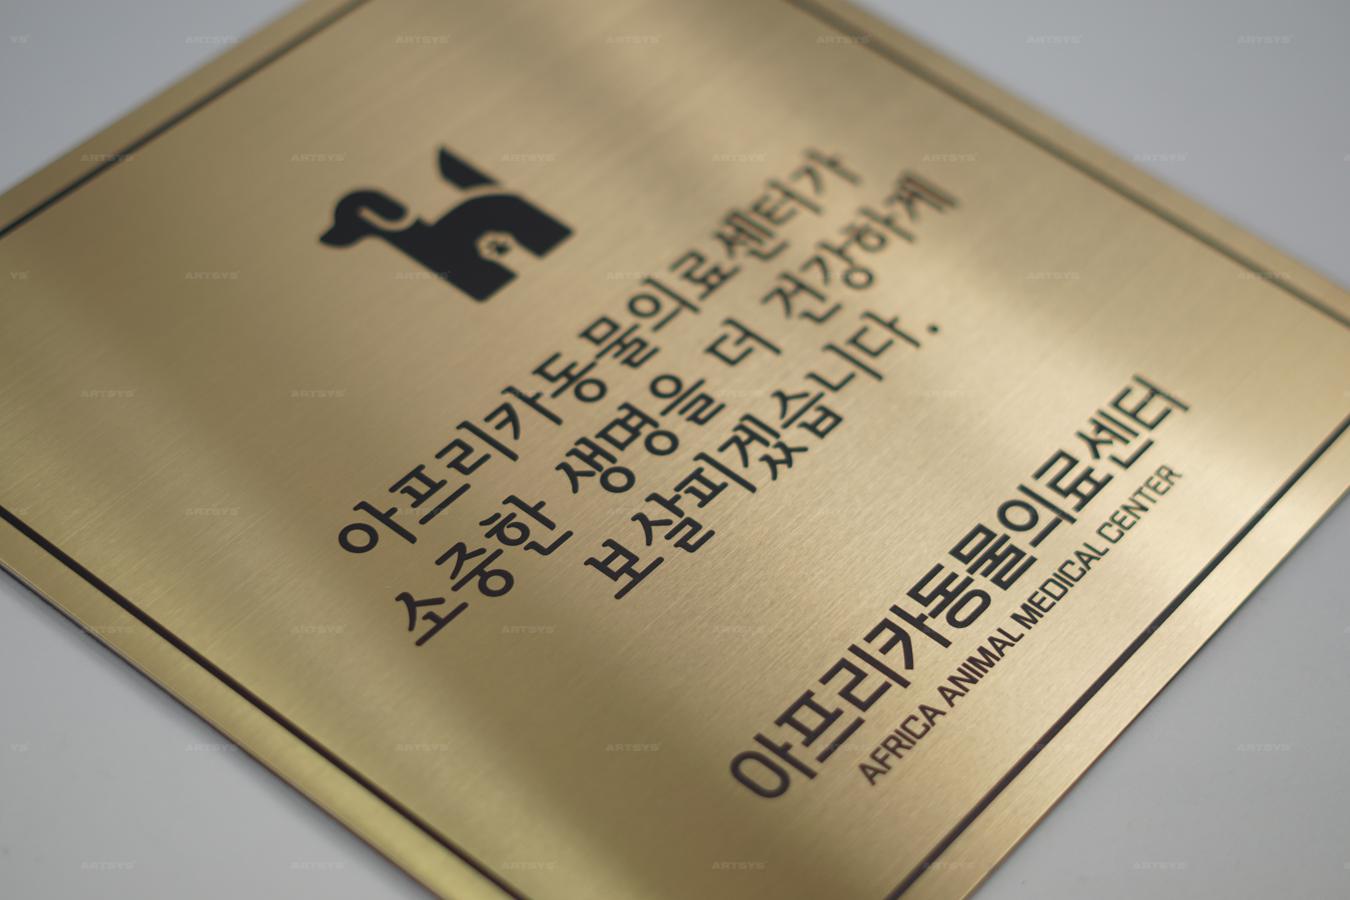 아프리카동물의료센터가
소중한 생명을 더 건강하게
보살피겠습니다.
아프리카동물의료센터
AFRICA ANIMAL MEDICAL CENTER
ARTSYS